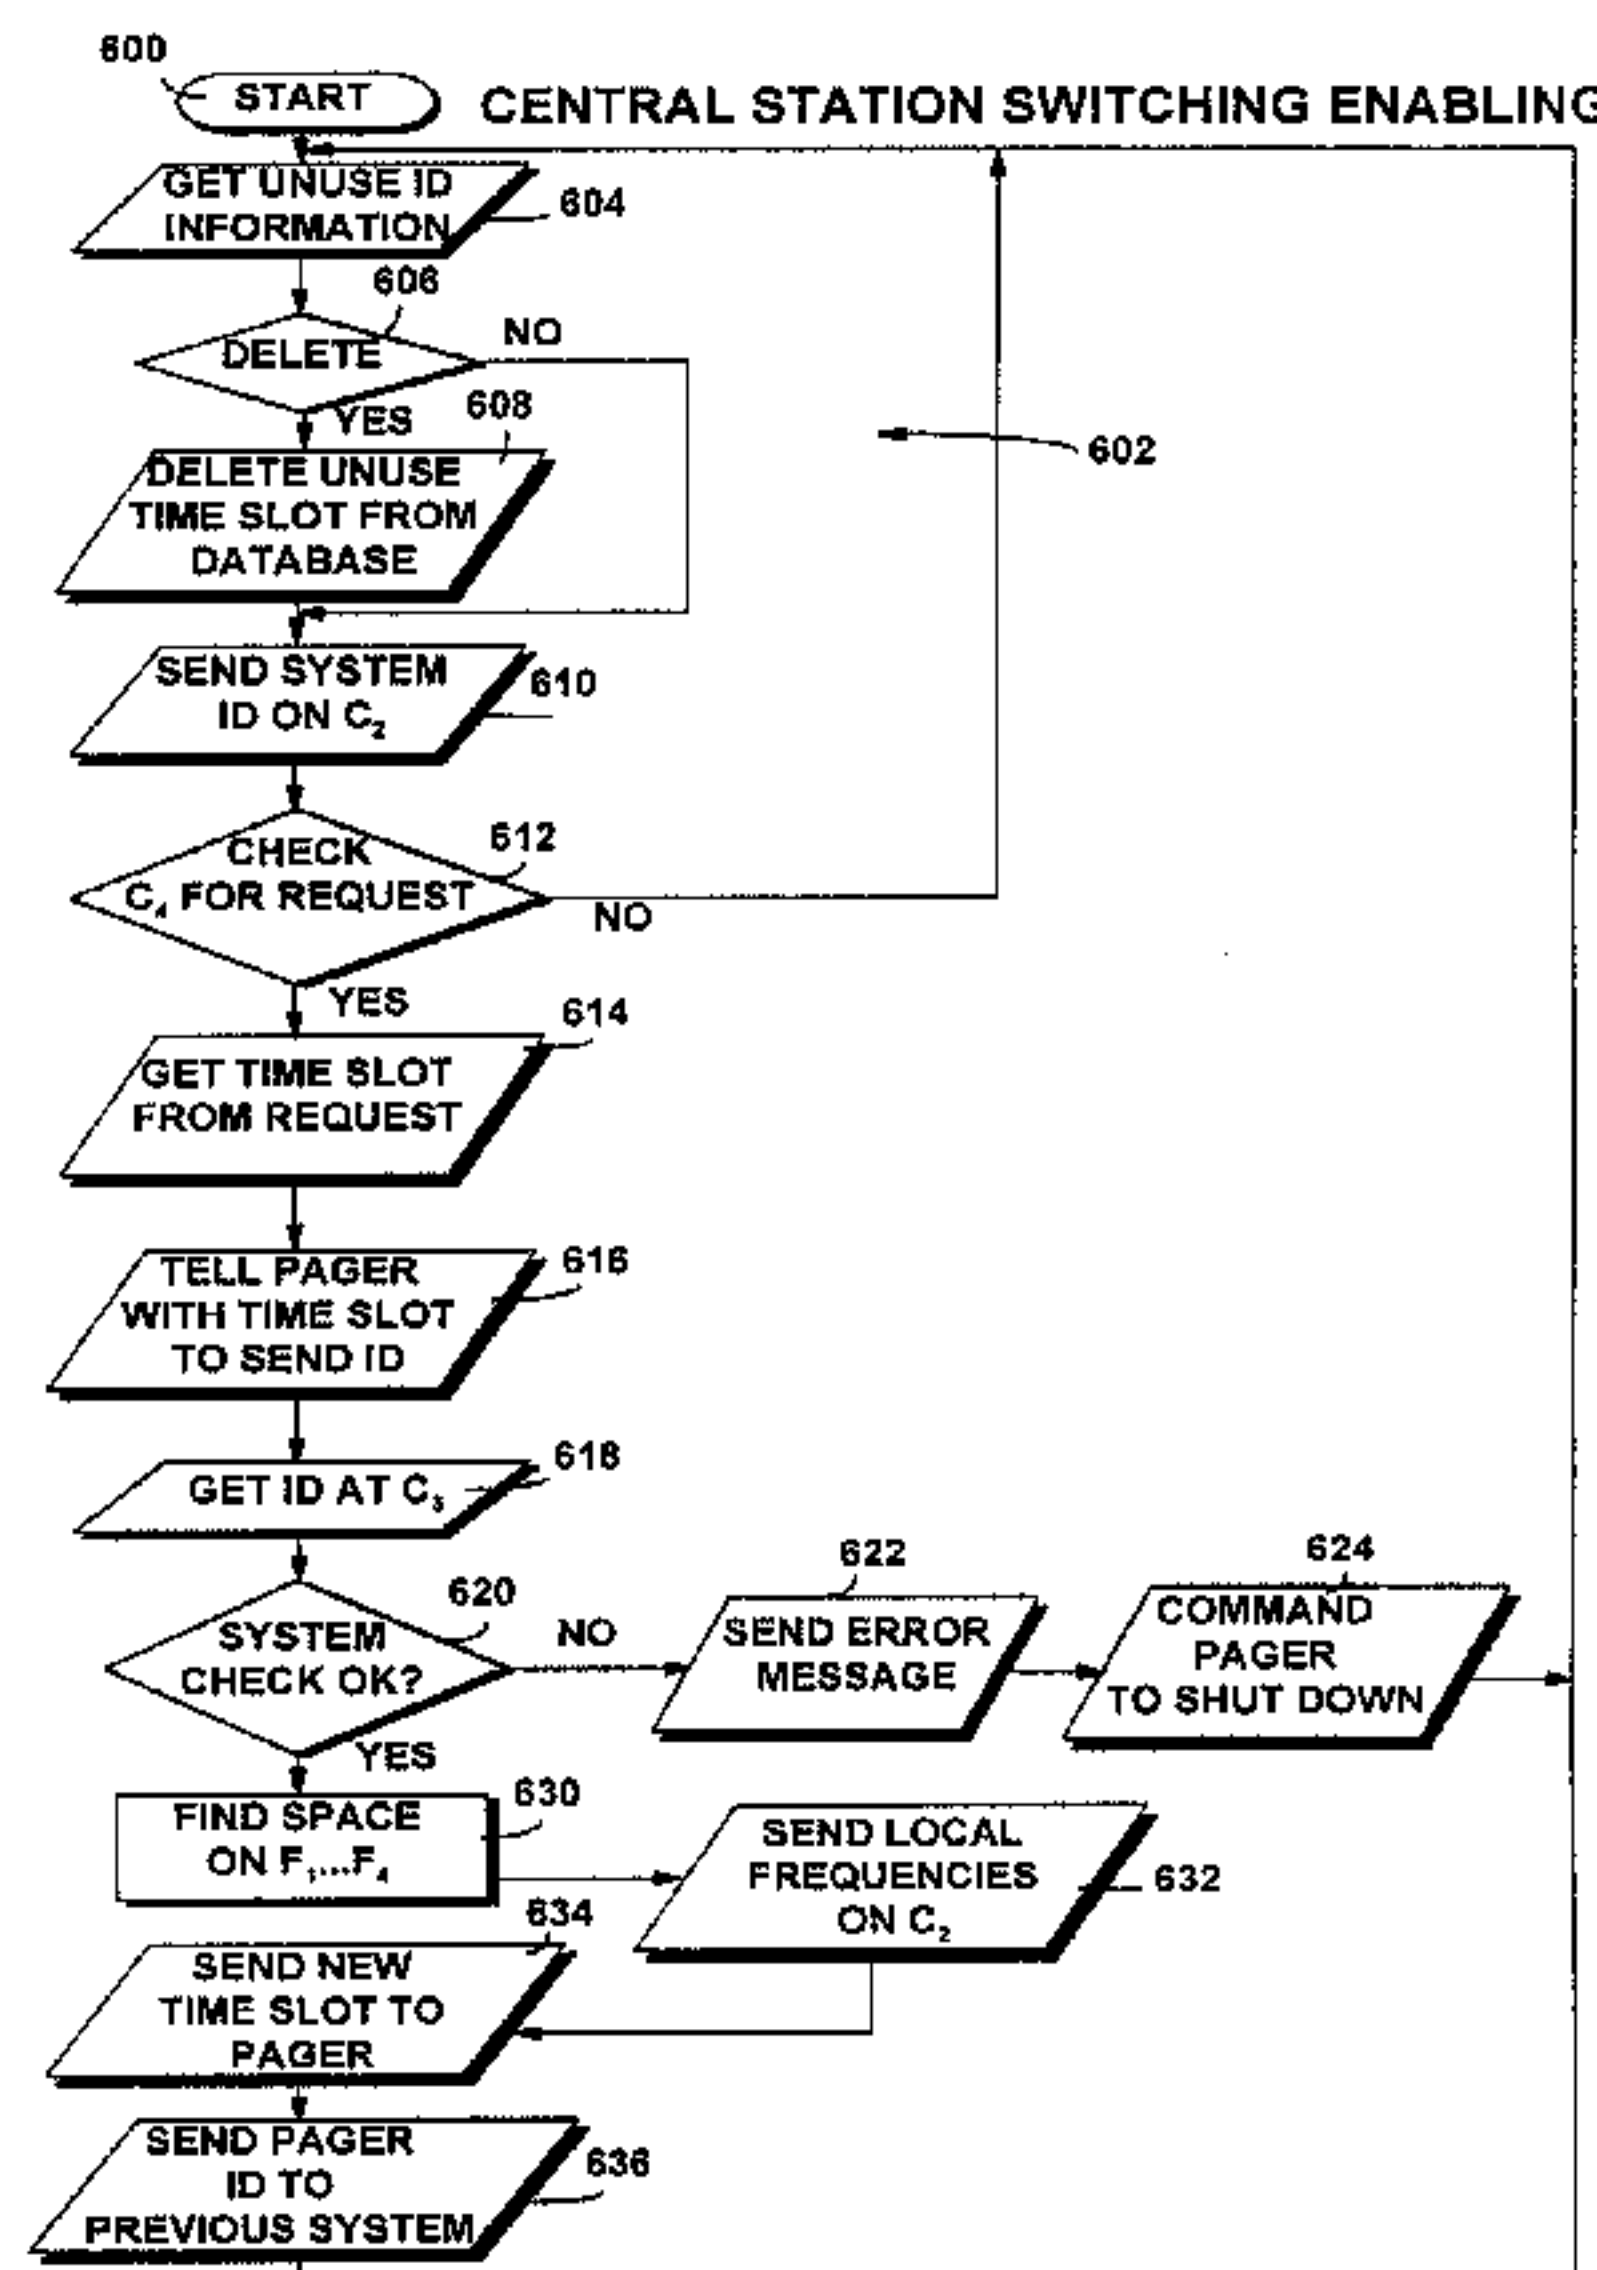 600
START
CENTRAL STATION SWITCHING ENABLING
GET UNUSE ID
INFORMATION
604
606
DELETE
NO
YES
608
DELETE UNUSE
TIME SLOT FROM
DATABASE
602
SEND SYSTEM
ID ON C₂
610
CHECK
C₄ FOR REQUEST
612
NO
YES
614
GET TIME SLOT
FROM REQUEST
TELL PAGER
WITH TIME SLOT
TO SEND ID
616
GET ID AT C₃
618
SYSTEM
CHECK OK?
620
NO
YES
622
SEND ERROR
MESSAGE
624
COMMAND
PAGER
TO SHUT DOWN
FIND SPACE
ON F₁,...F₄
630
SEND LOCAL
FREQUENCIES
ON C₂
632
634
SEND NEW
TIME SLOT TO
PAGER
SEND PAGER
ID TO
PREVIOUS SYSTEM
636